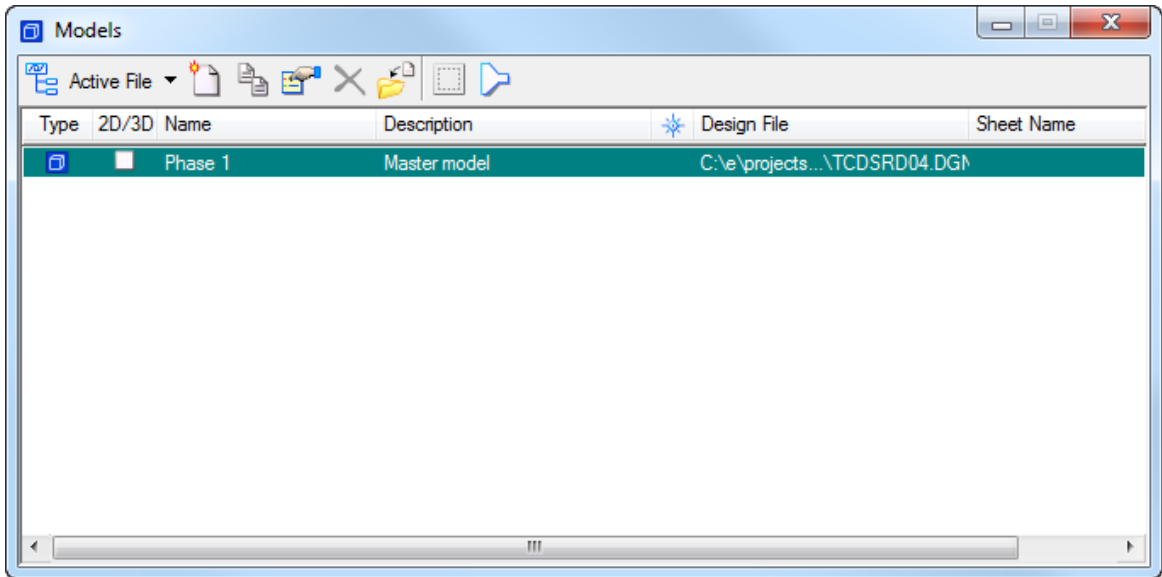 Models
Active File
Type 2D/3D Name Description Design File Sheet Name
Phase 1 Master model C:\e\projects...\TCDSRD04.DGN